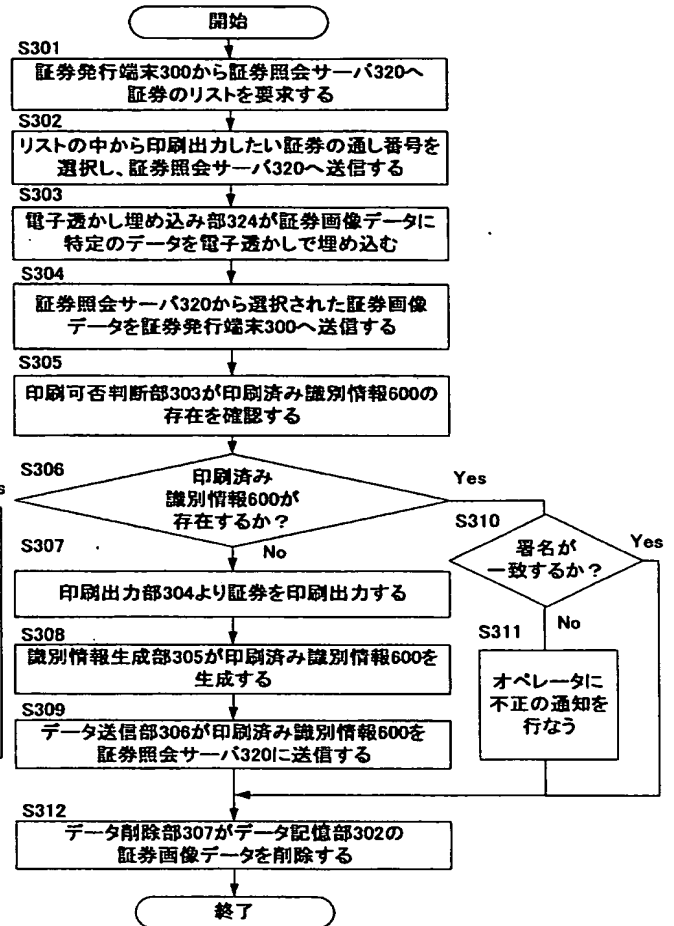 開始
S301
証券発行端末300から証券照会サーバ320へ
証券のリストを要求する
S302
リストの中から印刷出力したい証券の通し番号を
選択し、証券照会サーバ320へ送信する
S303
電子透かし埋め込み部324が証券画像データに
特定のデータを電子透かしで埋め込む
S304
証券照会サーバ320から選択された証券画像
データを証券発行端末300へ送信する
S305
印刷可否判断部303が印刷済み識別情報600の
存在を確認する
S306
印刷済み
識別情報600が
存在するか？
Yes
No
S310
署名が
一致するか？
Yes
No
S307
印刷出力部304より証券を印刷出力する
S308
識別情報生成部305が印刷済み識別情報600を
生成する
S311
オペレータに
不正の通知を
行なう
S309
データ送信部306が印刷済み識別情報600を
証券照会サーバ320に送信する
S312
データ削除部307がデータ記憶部302の
証券画像データを削除する
終了